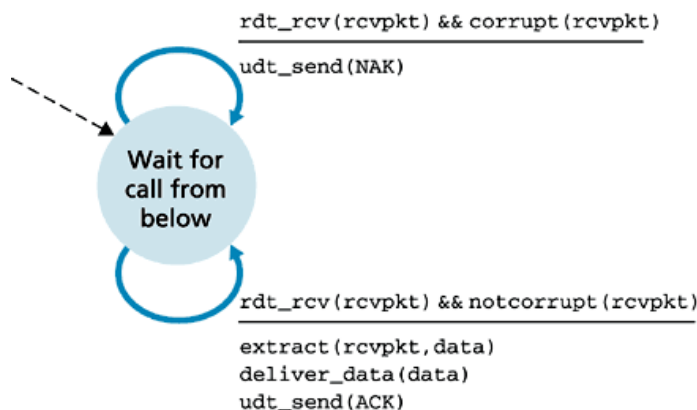 rdt_rcv(rcvpkt) && corrupt(rcvpkt)
udt_send(NAK)
Wait for
call from
below
rdt_rcv(rcvpkt) && notcorrupt(rcvpkt)
extract(rcvpkt,data)
deliver_data(data)
udt_send(ACK)